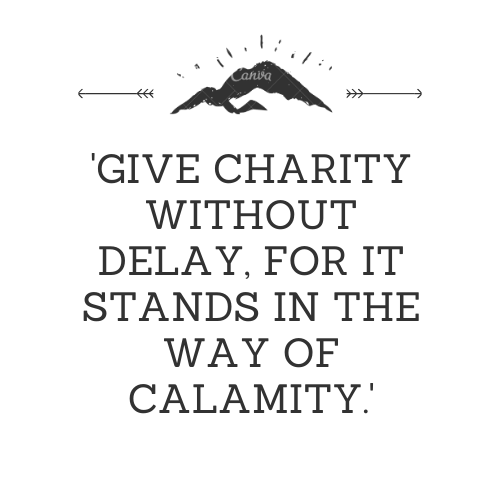 Canva
'GIVE CHARITY
WITHOUT
DELAY, FOR IT
STANDS IN THE
WAY OF
CALAMITY.'